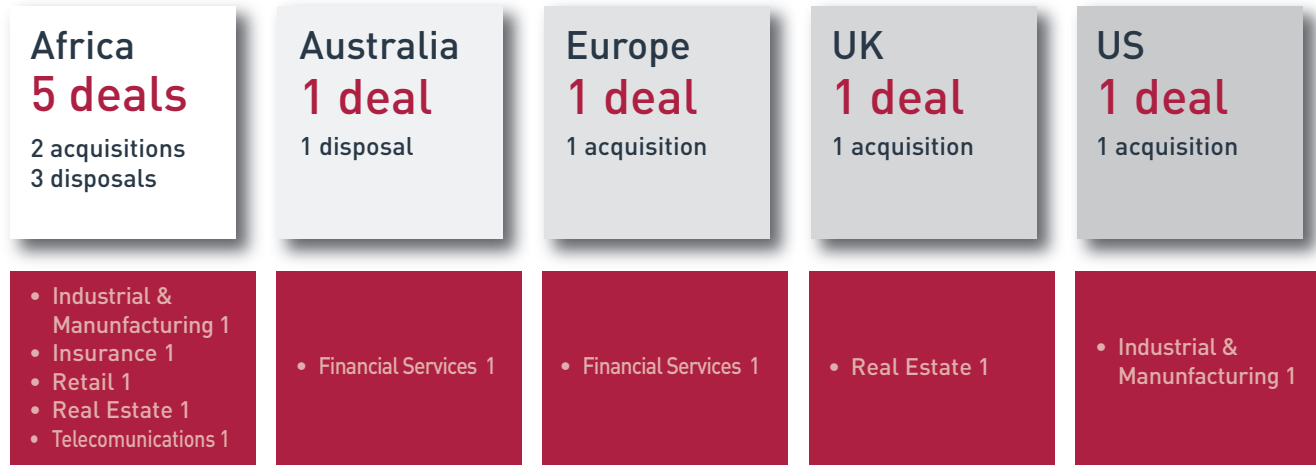 Africa
5 deals
2 acquisitions
3 disposals
Australia
1 deal
1 disposal
Europe
1 deal
1 acquisition
UK
1 deal
1 acquisition
US
1 deal
1 acquisition
• Industrial &
Manunfacturing 1
• Insurance 1
• Retail 1
• Real Estate 1
• Telecomunications 1
• Financial Services 1
• Financial Services 1
• Real Estate 1
• Industrial &
Manunfacturing 1